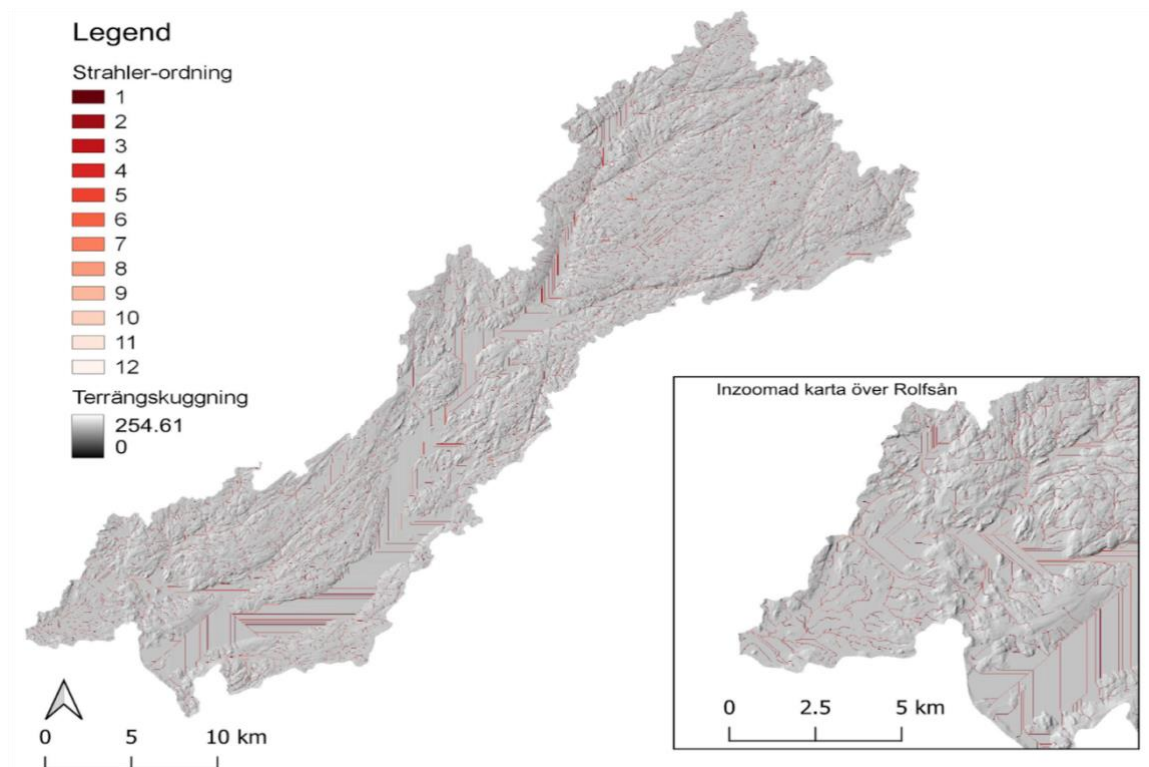 Legend
Strahler-ordning
1
2
3
4
5
6
7
8
9
10
11
12
Terrängskuggning
254.61
0
0 5 10 km
Inzoomad karta över Rolfsån
0 2.5 5 km